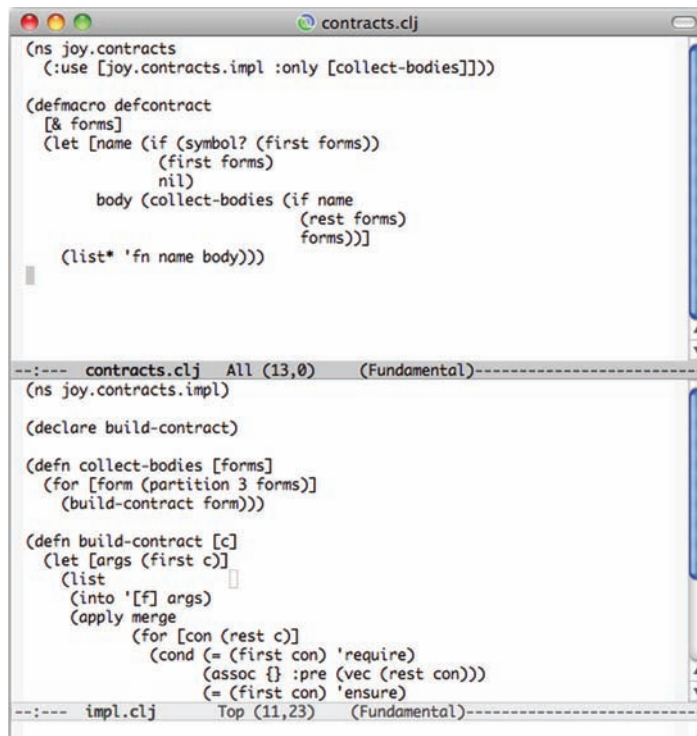 contracts.clj
(ns joy.contracts
  (:use [joy.contracts.impl :only [collect-bodies]]))
(defmacro defcontract
  [& forms]
  (let [name (if (symbol? (first forms))
               (first forms)
               nil)
        body (collect-bodies (if name
                               (rest forms)
                               forms))]
    (list* 'fn name body)))
--:---  contracts.clj   All (13,0)     (Fundamental)-------------------------
(ns joy.contracts.impl)
(declare build-contract)
(defn collect-bodies [forms]
  (for [form (partition 3 forms)]
    (build-contract form)))
(defn build-contract [c]
  (let [args (first c)]
    (list
     (into '[f] args)
     (apply merge
            (for [con (rest c)]
              (cond (= (first con) 'require)
                    (assoc {} :pre (vec (rest con)))
                    (= (first con) 'ensure)
--:---  impl.clj       Top (11,23)    (Fundamental)--------------------------